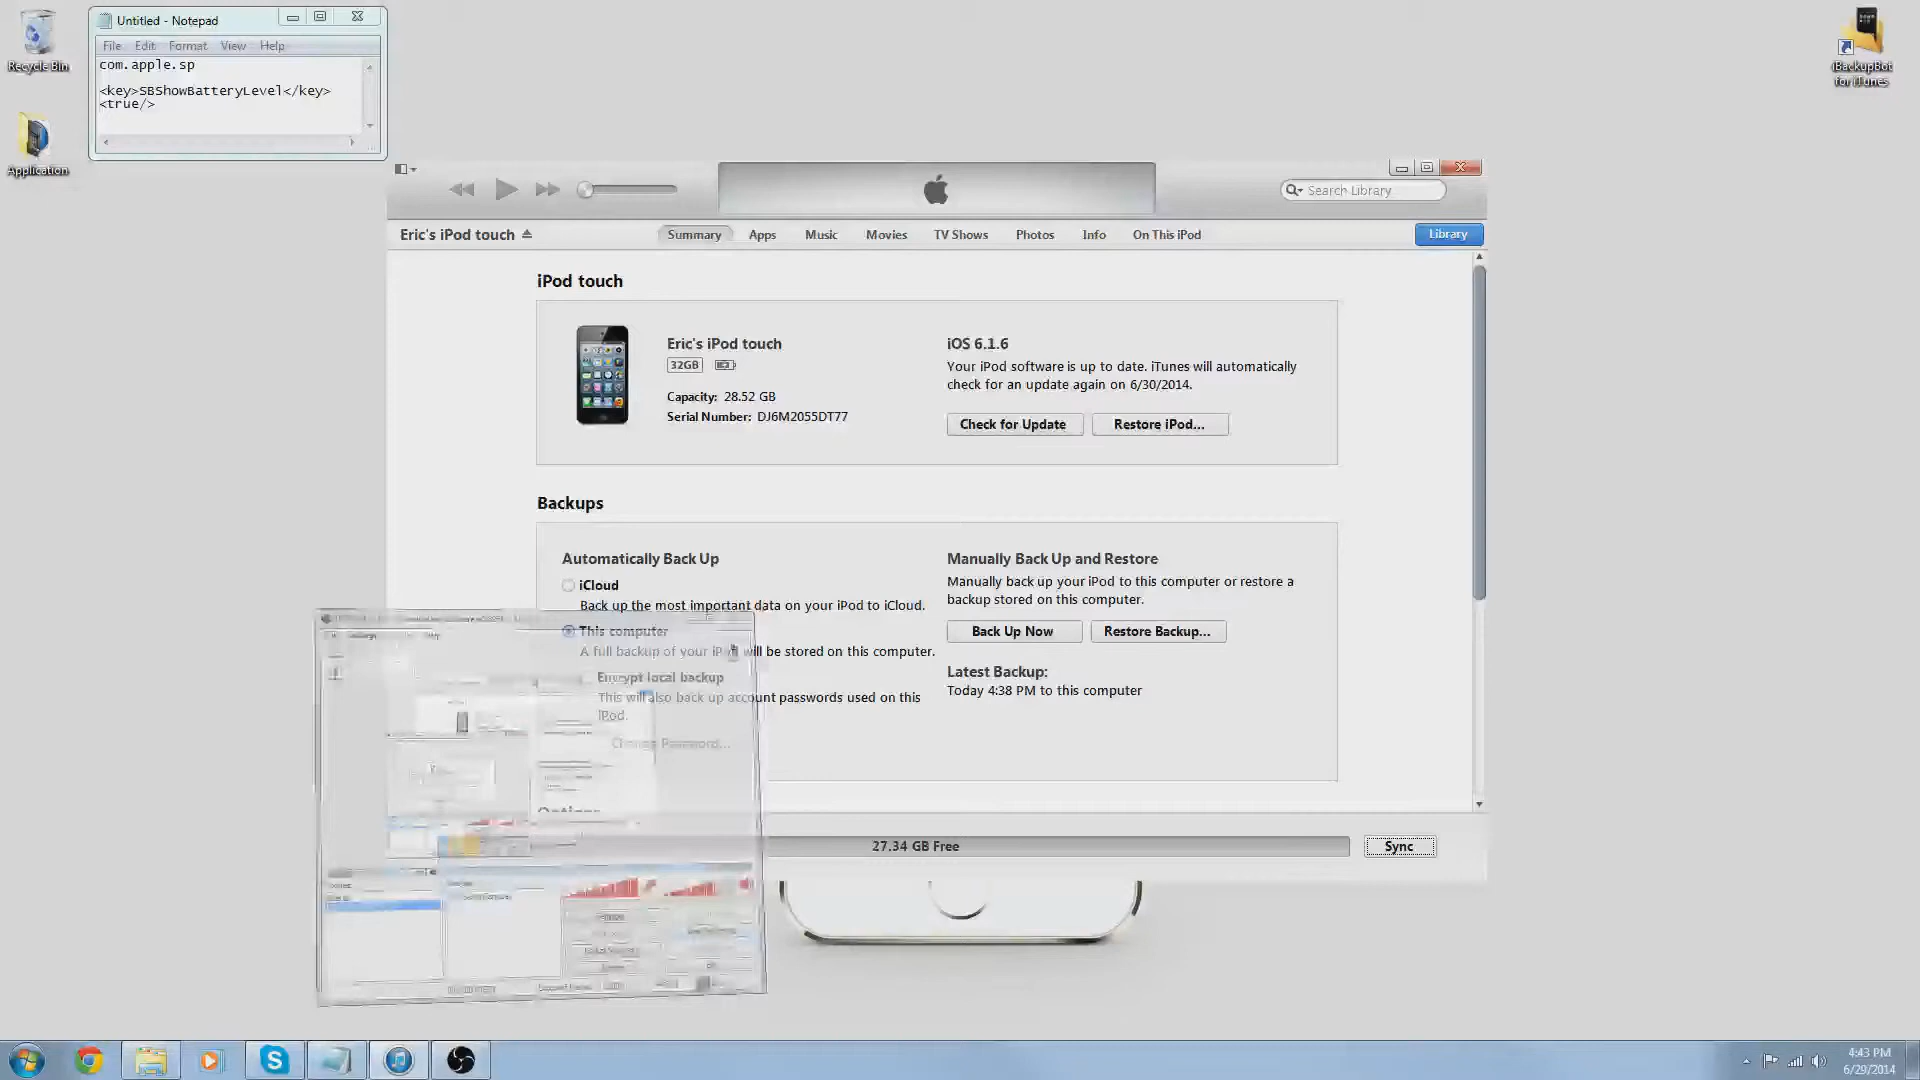 Recycle Bin
Application
Untitled - Notepad
File Edit Format View Help
com.apple.sp
<key>SBShowBatteryLevel</key>
<true/>
iBackupBot
for iTunes
Search Library
Eric's iPod touch
Summary Apps Music Movies TV Shows Photos Info On This iPod
Library
iPod touch
Eric's iPod touch
32GB
Capacity: 28.52 GB
Serial Number: DJ6M2055DT77
iOS 6.1.6
Your iPod software is up to date. iTunes will automatically
check for an update again on 6/30/2014.
Check for Update
Restore iPod...
Backups
Automatically Back Up
iCloud
Back up the most important data on your iPod to iCloud.
This computer
A full backup of your iPod will be stored on this computer.
Encrypt local backup
This will also back up account passwords used on this
iPod.
Change Password...
Manually Back Up and Restore
Manually back up your iPod to this computer or restore a
backup stored on this computer.
Back Up Now
Restore Backup...
Latest Backup:
Today 4:38 PM to this computer
Options
27.34 GB Free
Sync
4:43 PM
6/29/2014